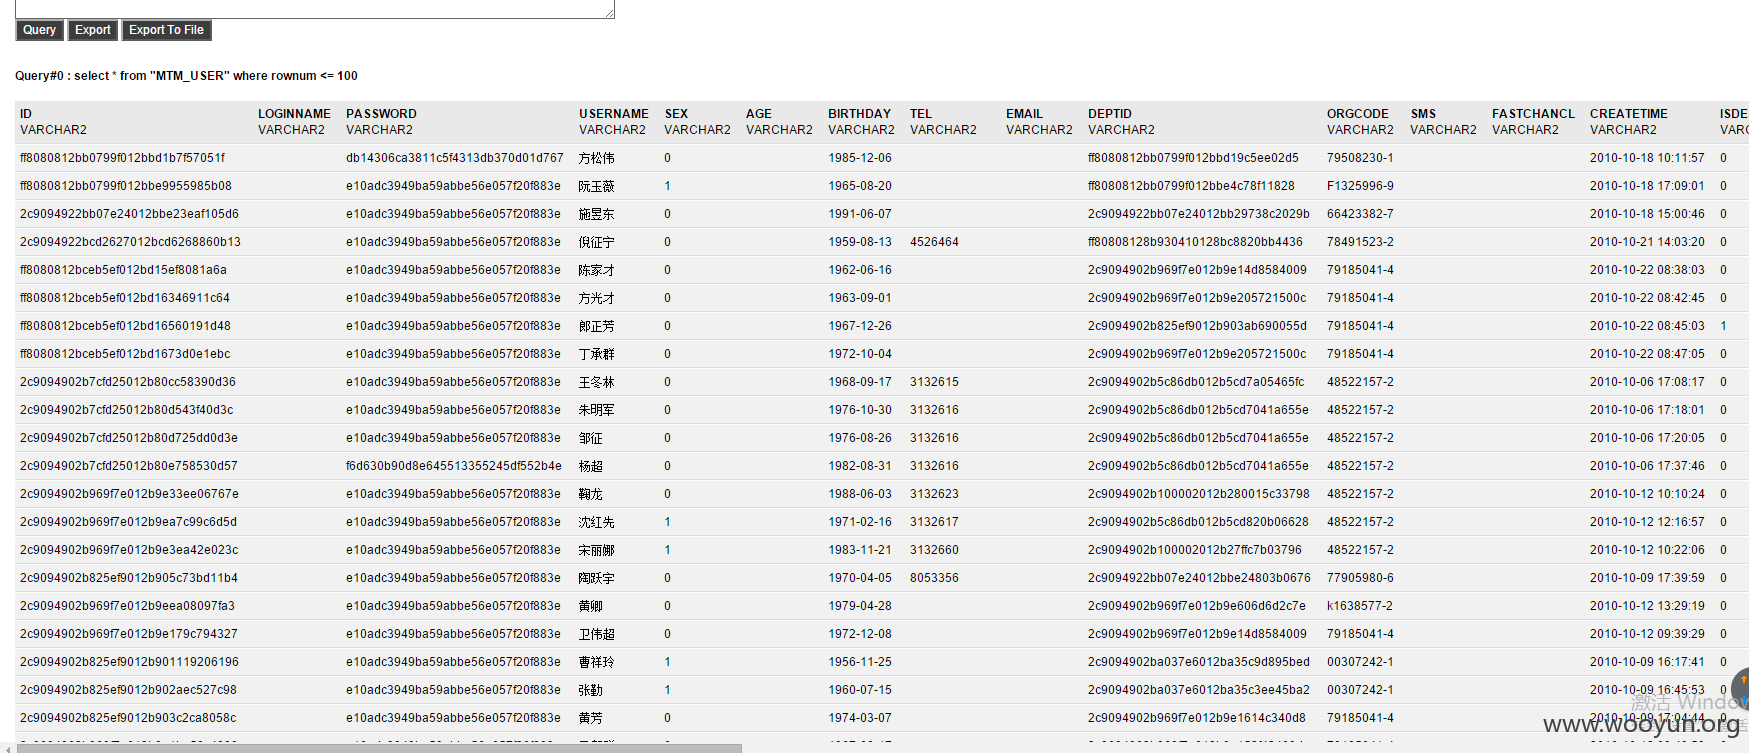 Query Export Export To File
Query#0 : select * from "MTM_USER" where rownum <= 100
ID LOGINNAME PASSWORD USERNAME SEX AGE BIRTHDAY TEL EMAIL DEPTID ORGCODE SMS FASTCHANCL CREATETIME ISDE
VARCHAR2 VARCHAR2 VARCHAR2 VARCHAR2 VARCHAR2 VARCHAR2 VARCHAR2 VARCHAR2 VARCHAR2 VARCHAR2 VARCHAR2 VARCHAR2 VARCHAR2 VARCHAR2 VARC
ff8080812bb0799f012bbd1b7f57051f db14306ca3811c5f4313db370d01d767 方松伟 0 1985-12-06 ff8080812bb0799f012bbd19c5ee02d5 79508230-1 2010-10-18 10:11:57 0
ff8080812bb0799f012bbe9955985b08 e10adc3949ba59abbe56e057f20f883e 阮玉薇 1 1965-08-20 ff8080812bb0799f012bbe4c78f11828 F1325996-9 2010-10-18 17:09:01 0
2c9094922bb07e24012bbe23eaf105d6 e10adc3949ba59abbe56e057f20f883e 施昱东 0 1991-06-07 2c9094922bb07e24012bb29738c2029b 66423382-7 2010-10-18 15:00:46 0
2c9094922bcd2627012bcd6268860b13 e10adc3949ba59abbe56e057f20f883e 倪征宁 0 1959-08-13 4526464 ff80808128b930410128bc8820bb4436 78491523-2 2010-10-21 14:03:20 0
ff8080812bceb5ef012bd15ef8081a6a e10adc3949ba59abbe56e057f20f883e 陈家才 0 1962-06-16 2c9094902b969f7e012b9e14d8584009 79185041-4 2010-10-22 08:38:03 0
ff8080812bceb5ef012bd16346911c64 e10adc3949ba59abbe56e057f20f883e 方光才 0 1963-09-01 2c9094902b969f7e012b9e205721500c 79185041-4 2010-10-22 08:42:45 0
ff8080812bceb5ef012bd16560191d48 e10adc3949ba59abbe56e057f20f883e 郎正芳 0 1967-12-26 2c9094902b825ef9012b903ab690055d 79185041-4 2010-10-22 08:45:03 1
ff8080812bceb5ef012bd1673d0e1ebc e10adc3949ba59abbe56e057f20f883e 丁承群 0 1972-10-04 2c9094902b969f7e012b9e205721500c 79185041-4 2010-10-22 08:47:05 0
2c9094902b7cfd25012b80cc58390d36 e10adc3949ba59abbe56e057f20f883e 王冬林 0 1968-09-17 3132615 2c9094902b5c86db012b5cd7a05465fc 48522157-2 2010-10-06 17:08:17 0
2c9094902b7cfd25012b80d543f40d3c e10adc3949ba59abbe56e057f20f883e 朱明军 0 1976-10-30 3132616 2c9094902b5c86db012b5cd7041a655e 48522157-2 2010-10-06 17:18:01 0
2c9094902b7cfd25012b80d725dd0d3e e10adc3949ba59abbe56e057f20f883e 邹征 0 1976-08-26 3132616 2c9094902b5c86db012b5cd7041a655e 48522157-2 2010-10-06 17:20:05 0
2c9094902b7cfd25012b80e758530d57 f6d630b90d8e645513355245df552b4e 杨超 0 1982-08-31 3132616 2c9094902b5c86db012b5cd7041a655e 48522157-2 2010-10-06 17:37:46 0
2c9094902b969f7e012b9e33ee06767e e10adc3949ba59abbe56e057f20f883e 鞠龙 0 1988-06-03 3132623 2c9094902b100002012b280015c33798 48522157-2 2010-10-12 10:10:24 0
2c9094902b969f7e012b9ea7c99c6d5d e10adc3949ba59abbe56e057f20f883e 沈红先 1 1971-02-16 3132617 2c9094902b5c86db012b5cd820b06628 48522157-2 2010-10-12 12:16:57 0
2c9094902b969f7e012b9e3ea42e023c e10adc3949ba59abbe56e057f20f883e 宋丽娜 1 1983-11-21 3132660 2c9094902b100002012b27ffc7b03796 48522157-2 2010-10-12 10:22:06 0
2c9094902b825ef9012b905c73bd11b4 e10adc3949ba59abbe56e057f20f883e 陶跃宇 0 1970-04-05 8053356 2c9094922bb07e24012bbe24803b0676 77905980-6 2010-10-09 17:39:59 0
2c9094902b969f7e012b9eea08097fa3 e10adc3949ba59abbe56e057f20f883e 黄卿 0 1979-04-28 2c9094902b969f7e012b9e606d6d2c7e k1638577-2 2010-10-12 13:29:19 0
2c9094902b969f7e012b9e179c794327 e10adc3949ba59abbe56e057f20f883e 卫伟超 0 1972-12-08 2c9094902b969f7e012b9e14d8584009 79185041-4 2010-10-12 09:39:29 0
2c9094902b825ef9012b901119206196 e10adc3949ba59abbe56e057f20f883e 曹祥玲 1 1956-11-25 2c9094902ba037e6012ba35c9d895bed 00307242-1 2010-10-09 16:17:41 0
2c9094902b825ef9012b902aec527c98 e10adc3949ba59abbe56e057f20f883e 张勤 1 1960-07-15 2c9094902ba037e6012ba35c3ee45ba2 00307242-1 2010-10-09 16:45:53 0
2c9094902b825ef9012b903c2ca8058c e10adc3949ba59abbe56e057f20f883e 黄芳 0 1974-03-07 2c9094902b969f7e012b9e1614c340d8 79185041-4 2010-10-09 17:04:44 0
激活 Windo
www.wooyun.org